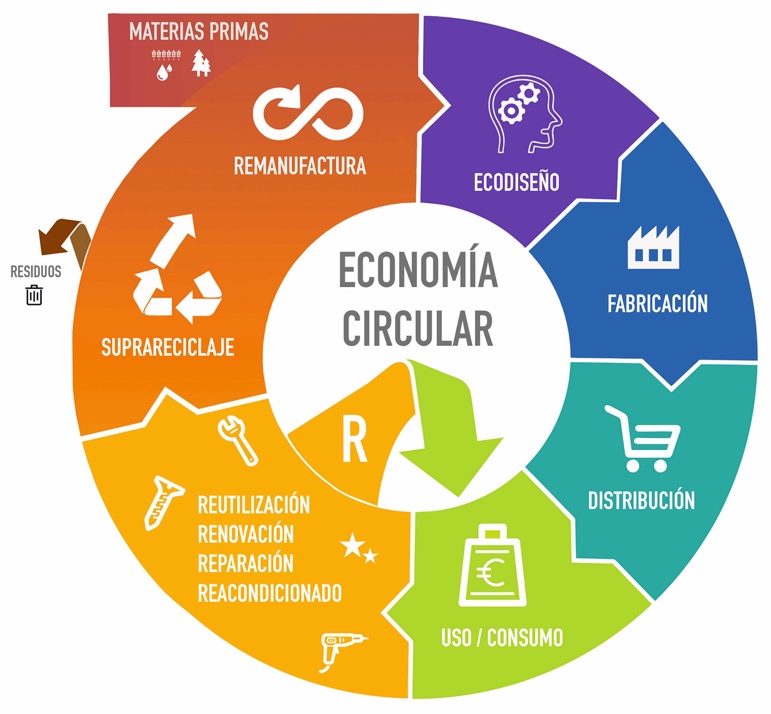 MATERIAS PRIMAS
REMANUFACTURA
ECODISEÑO
ECONOMÍA
CIRCULAR
RESIDUOS
FABRICACIÓN
SUPRARECICLAJE
R
DISTRIBUCIÓN
REUTILIZACIÓN
RENOVACIÓN
REPARACIÓN
REACONDICIONADO
€
USO / CONSUMO